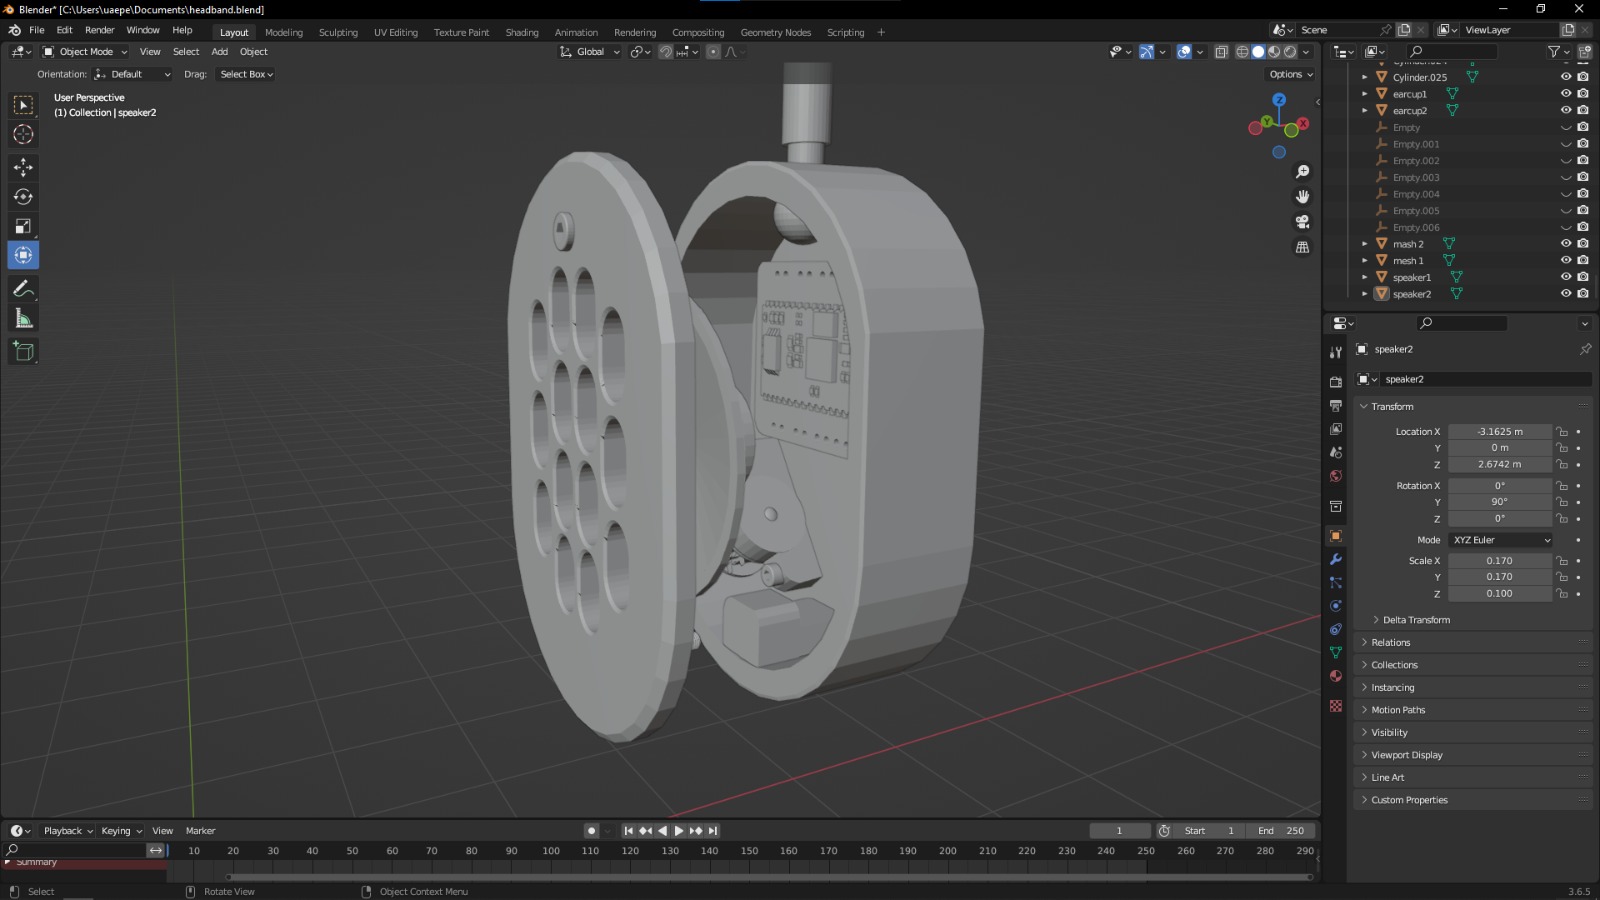 Blender* [C:\Users\uaepe\Documents\headband.blend]
File Edit Render Window Help
Layout Modeling Sculpting UV Editing Texture Paint Shading Animation Rendering Compositing Geometry Nodes Scripting +
Scene
ViewLayer
Object Mode View Select Add Object
Global
Orientation: Default Drag: Select Box
Options
User Perspective
(1) Collection | speaker2
Z
Y
X
Cylinder.025
earcup1
earcup2
Empty
Empty.001
Empty.002
Empty.003
Empty.004
Empty.005
Empty.006
mash 2
mesh 1
speaker1
speaker2
speaker2
speaker2
Transform
Location X -3.1625 m
Y 0 m
Z 2.6742 m
Rotation X 0°
Y 90°
Z 0°
Mode XYZ Euler
Scale X 0.170
Y 0.170
Z 0.100
Delta Transform
Relations
Collections
Instancing
Motion Paths
Visibility
Viewport Display
Line Art
Custom Properties
Playback Keying View Marker
1 Start 1 End 250
10 20 30 40 50 60 70 80 90 100 110 120 130 140 150 160 170 180 190 200 210 220 230 240 250 260 270 280 290
Summary
Select Rotate View Object Context Menu
3.6.5